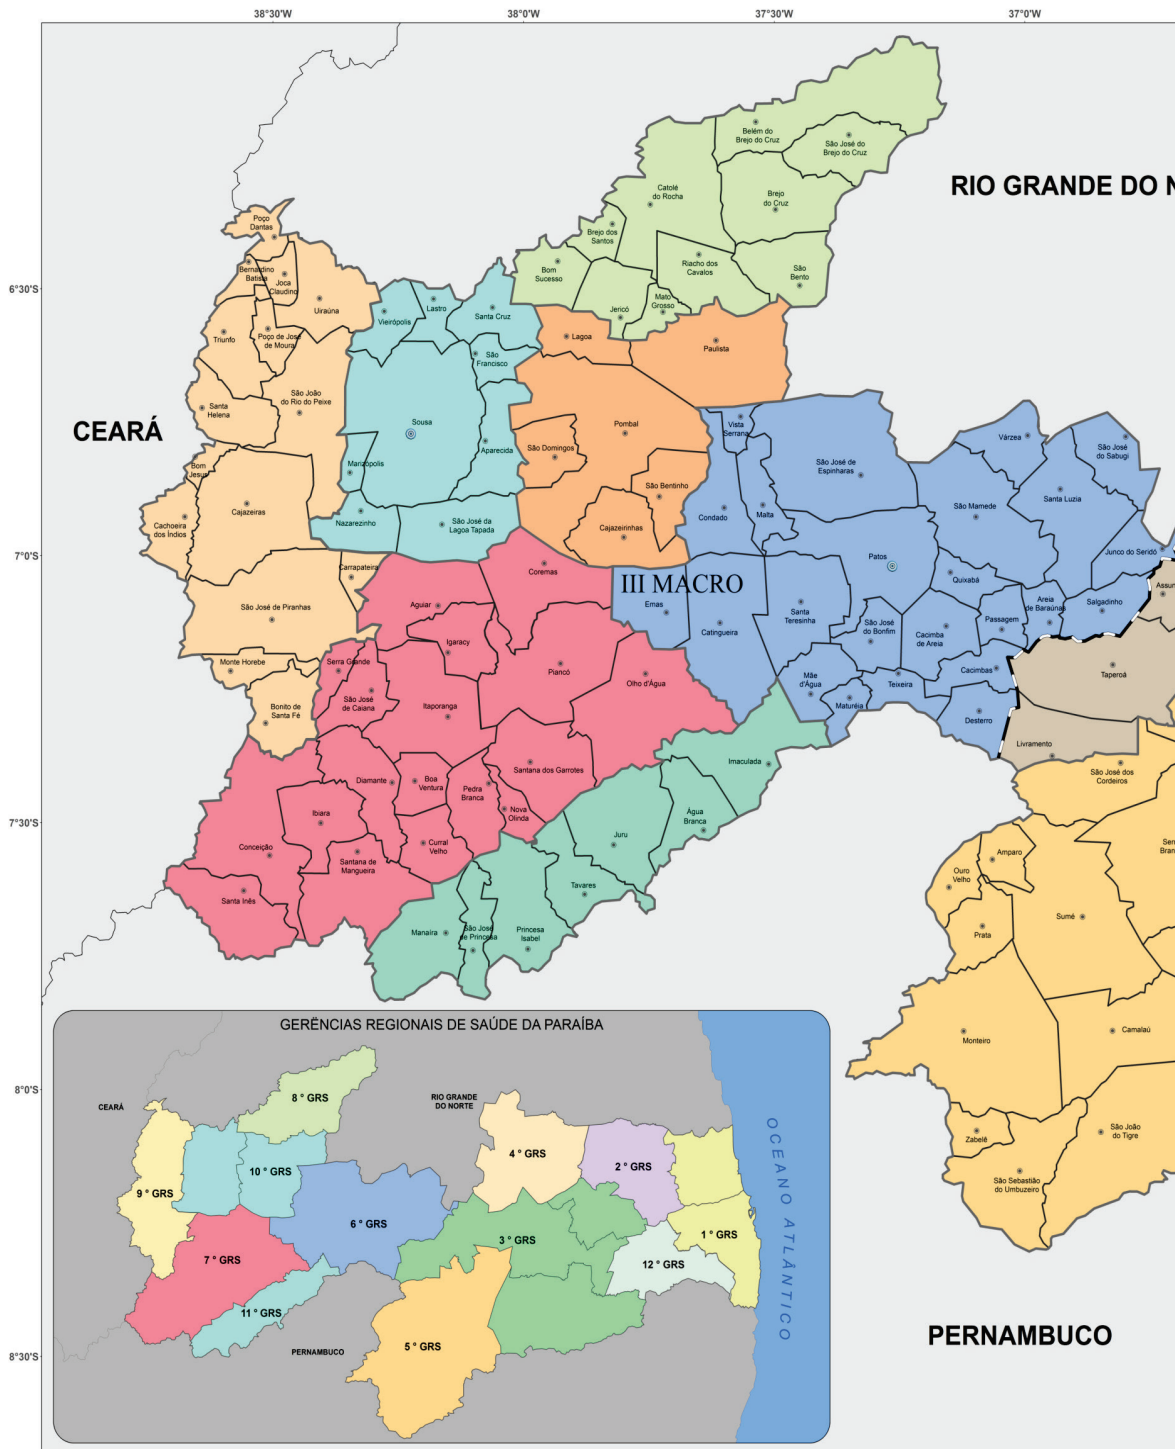 38°30'S
38°0'W
37°30'W
37°0'W
6°30'S
7°0'S
7°30'S
8°0'S
8°30'S
RIO GRANDE DO N
CEARÁ
PERNAMBUCO
III MACRO
Belém do
Brejo do Cruz
São José do
Brejo do Cruz
Catolé
do Rocha
Brejo
do Cruz
Brejo dos
Santos
Riacho dos
Cavalos
São
Bento
Bom
Sucesso
Jericó
Mato
Grosso
Poço
Dantas
Bernardino
Batista
Joca
Claudino
Uiraúna
Triunfo
Poço de José
de Moura
São João
do Rio do Peixe
Santa
Helena
Bom
Jesus
Cachoeira
dos Índios
Cajazeiras
Carrapateira
São José de Piranhas
Monte Horebe
Bonito de
Santa Fé
Vieirópolis
Lastro
Santa Cruz
São
Francisco
Sousa
Aparecida
Marizópolis
Nazarezinho
São José da
Lagoa Tapada
Lagoa
Paulista
Pombal
São Domingos
São Bentinho
Cajazeirinhas
Vista
Serrana
Condado
Malta
São José de
Espinharas
Várzea
São José
do Sabugi
Santa Luzia
São Mamede
Junco do Seridó
Patos
Quixabá
Areia
de Baraúnas
Salgadinho
Passagem
Cacimba
de Areia
São José
do Bonfim
Santa
Teresinha
Emas
Catingueira
Mãe
d'Água
Maturéia
Teixeira
Cacimbas
Desterro
Assun
Taperoá
Livramento
Coremas
Aguiar
Igaracy
Piancó
Olho d'Água
Serra Grande
São José
de Caiana
Itaporanga
Diamante
Boa
Ventura
Pedra
Branca
Santana dos Garrotes
Nova
Olinda
Ibiara
Conceição
Curral
Velho
Santana de
Mangueira
Santa Inês
Imaculada
Água
Branca
Juru
Tavares
Princesa
Isabel
São José
de Princesa
Manaíra
São José dos
Cordeiros
Ser
Bran
Amparo
Ouro
Velho
Sumé
Prata
Monteiro
Camalaú
Zabelê
São João
do Tigre
São Sebastião
do Umbuzeiro
GERÊNCIAS REGIONAIS DE SAÚDE DA PARAÍBA
CEARÁ
RIO GRANDE
DO NORTE
PERNAMBUCO
OCEANO ATLÂNTICO
8 ° GRS
4 ° GRS
2 ° GRS
10 ° GRS
9 ° GRS
6 ° GRS
7 ° GRS
3 ° GRS
1 ° GRS
12 ° GRS
11 ° GRS
5 ° GRS